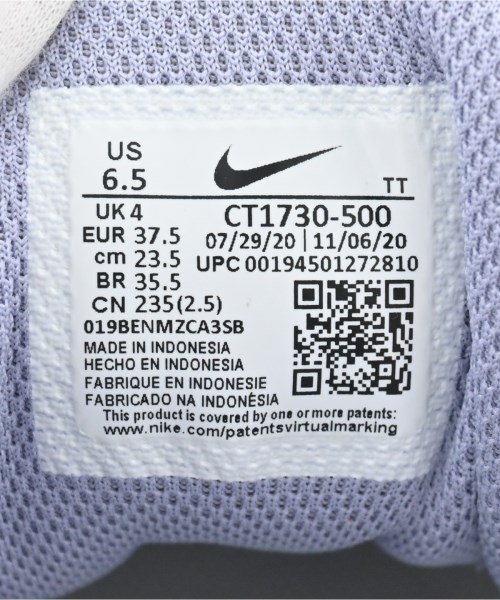 US
6.5
TT
UK 4
EUR 37.5
cm 23.5
BR 35.5
CN 235(2.5)
CT1730-500
07/29/20 | 11/06/20
UPC 00194501272810
019BENMZCA3SB
MADE IN INDONESIA
HECHO EN INDONESIA
FABRIQUE EN INDONESIE
FABRICADO NA INDONÉSIA
This product is covered by one or more patents:
www.nike.com/patentsvirtualmarking